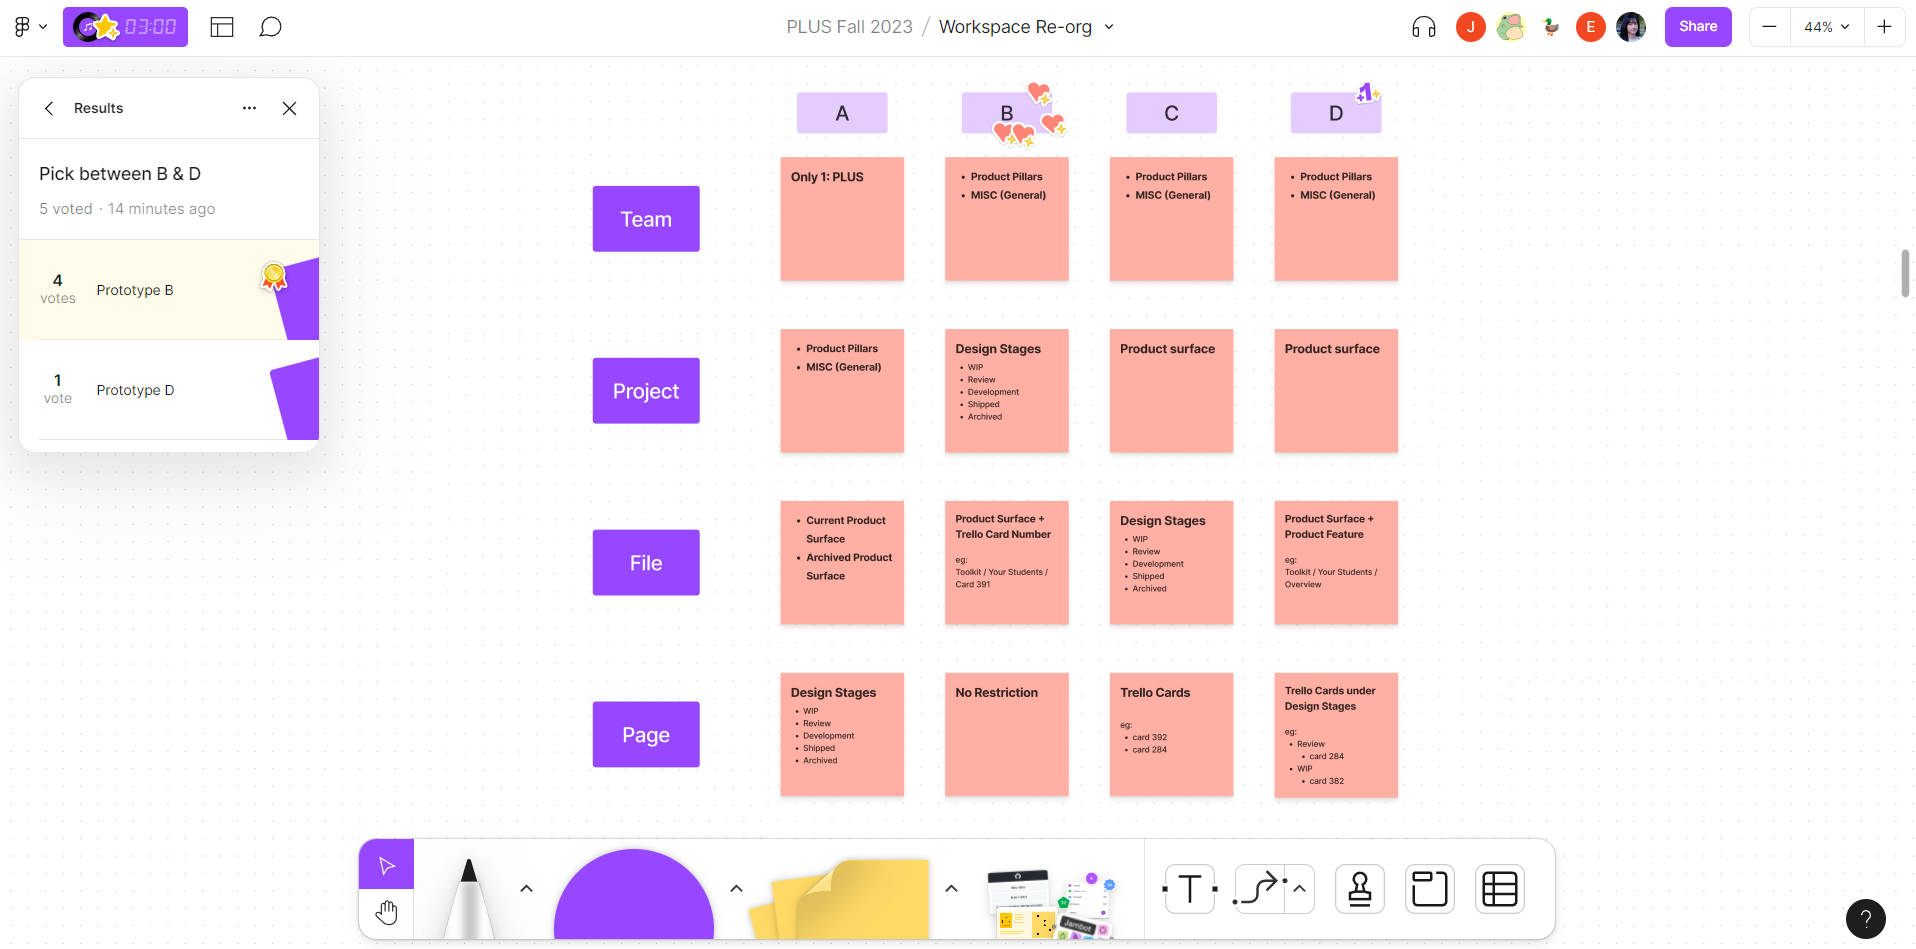 03:00
PLUS Fall 2023 / Workspace Re-org
J
E
Share
44%
Results
Pick between B & D
5 voted · 14 minutes ago
4
votes
Prototype B
1
vote
Prototype D
A
B
C
D
+1
Team
Only 1: PLUS
• Product Pillars
• MISC (General)
• Product Pillars
• MISC (General)
• Product Pillars
• MISC (General)
Project
• Product Pillars
• MISC (General)
Design Stages
• WIP
• Review
• Development
• Shipped
• Archived
Product surface
Product surface
File
• Current Product
Surface
• Archived Product
Surface
Product Surface +
Trello Card Number
eg:
Toolkit / Your Students /
Card 391
Design Stages
• WIP
• Review
• Development
• Shipped
• Archived
Product Surface +
Product Feature
eg:
Toolkit / Your Students /
Overview
Page
Design Stages
• WIP
• Review
• Development
• Shipped
• Archived
No Restriction
Trello Cards
eg:
• card 392
• card 284
Trello Cards under
Design Stages
eg:
• Review
• card 284
• WIP
• card 382
Jambot
T
?